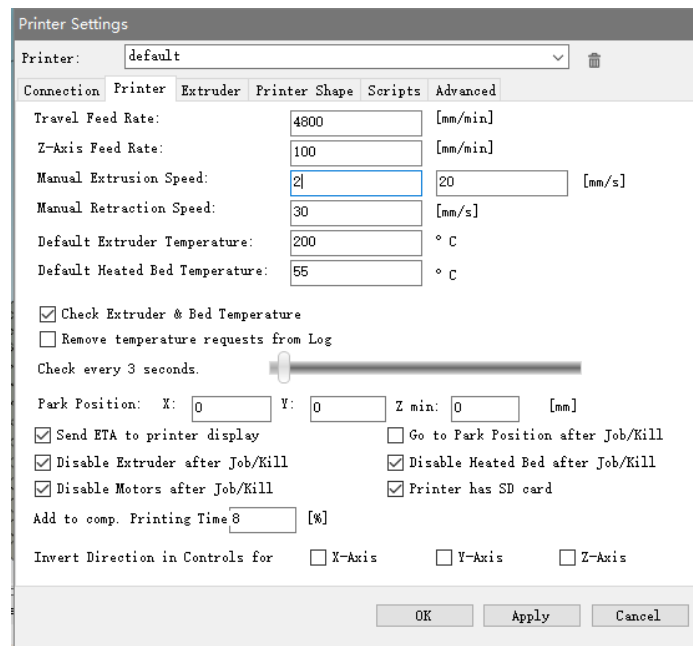 Printer Settings
Printer: default
Connection Printer Extruder Printer Shape Scripts Advanced
Travel Feed Rate: 4800 [mm/min]
Z-Axis Feed Rate: 100 [mm/min]
Manual Extrusion Speed: 2 20 [mm/s]
Manual Retraction Speed: 30 [mm/s]
Default Extruder Temperature: 200 ° C
Default Heated Bed Temperature: 55 ° C
Check Extruder & Bed Temperature
Remove temperature requests from Log
Check every 3 seconds.
Park Position: X: 0 Y: 0 Z min: 0 [mm]
Send ETA to printer display Go to Park Position after Job/Kill
Disable Extruder after Job/Kill Disable Heated Bed after Job/Kill
Disable Motors after Job/Kill Printer has SD card
Add to comp. Printing Time 8 [%]
Invert Direction in Controls for X-Axis Y-Axis Z-Axis
OK Apply Cancel